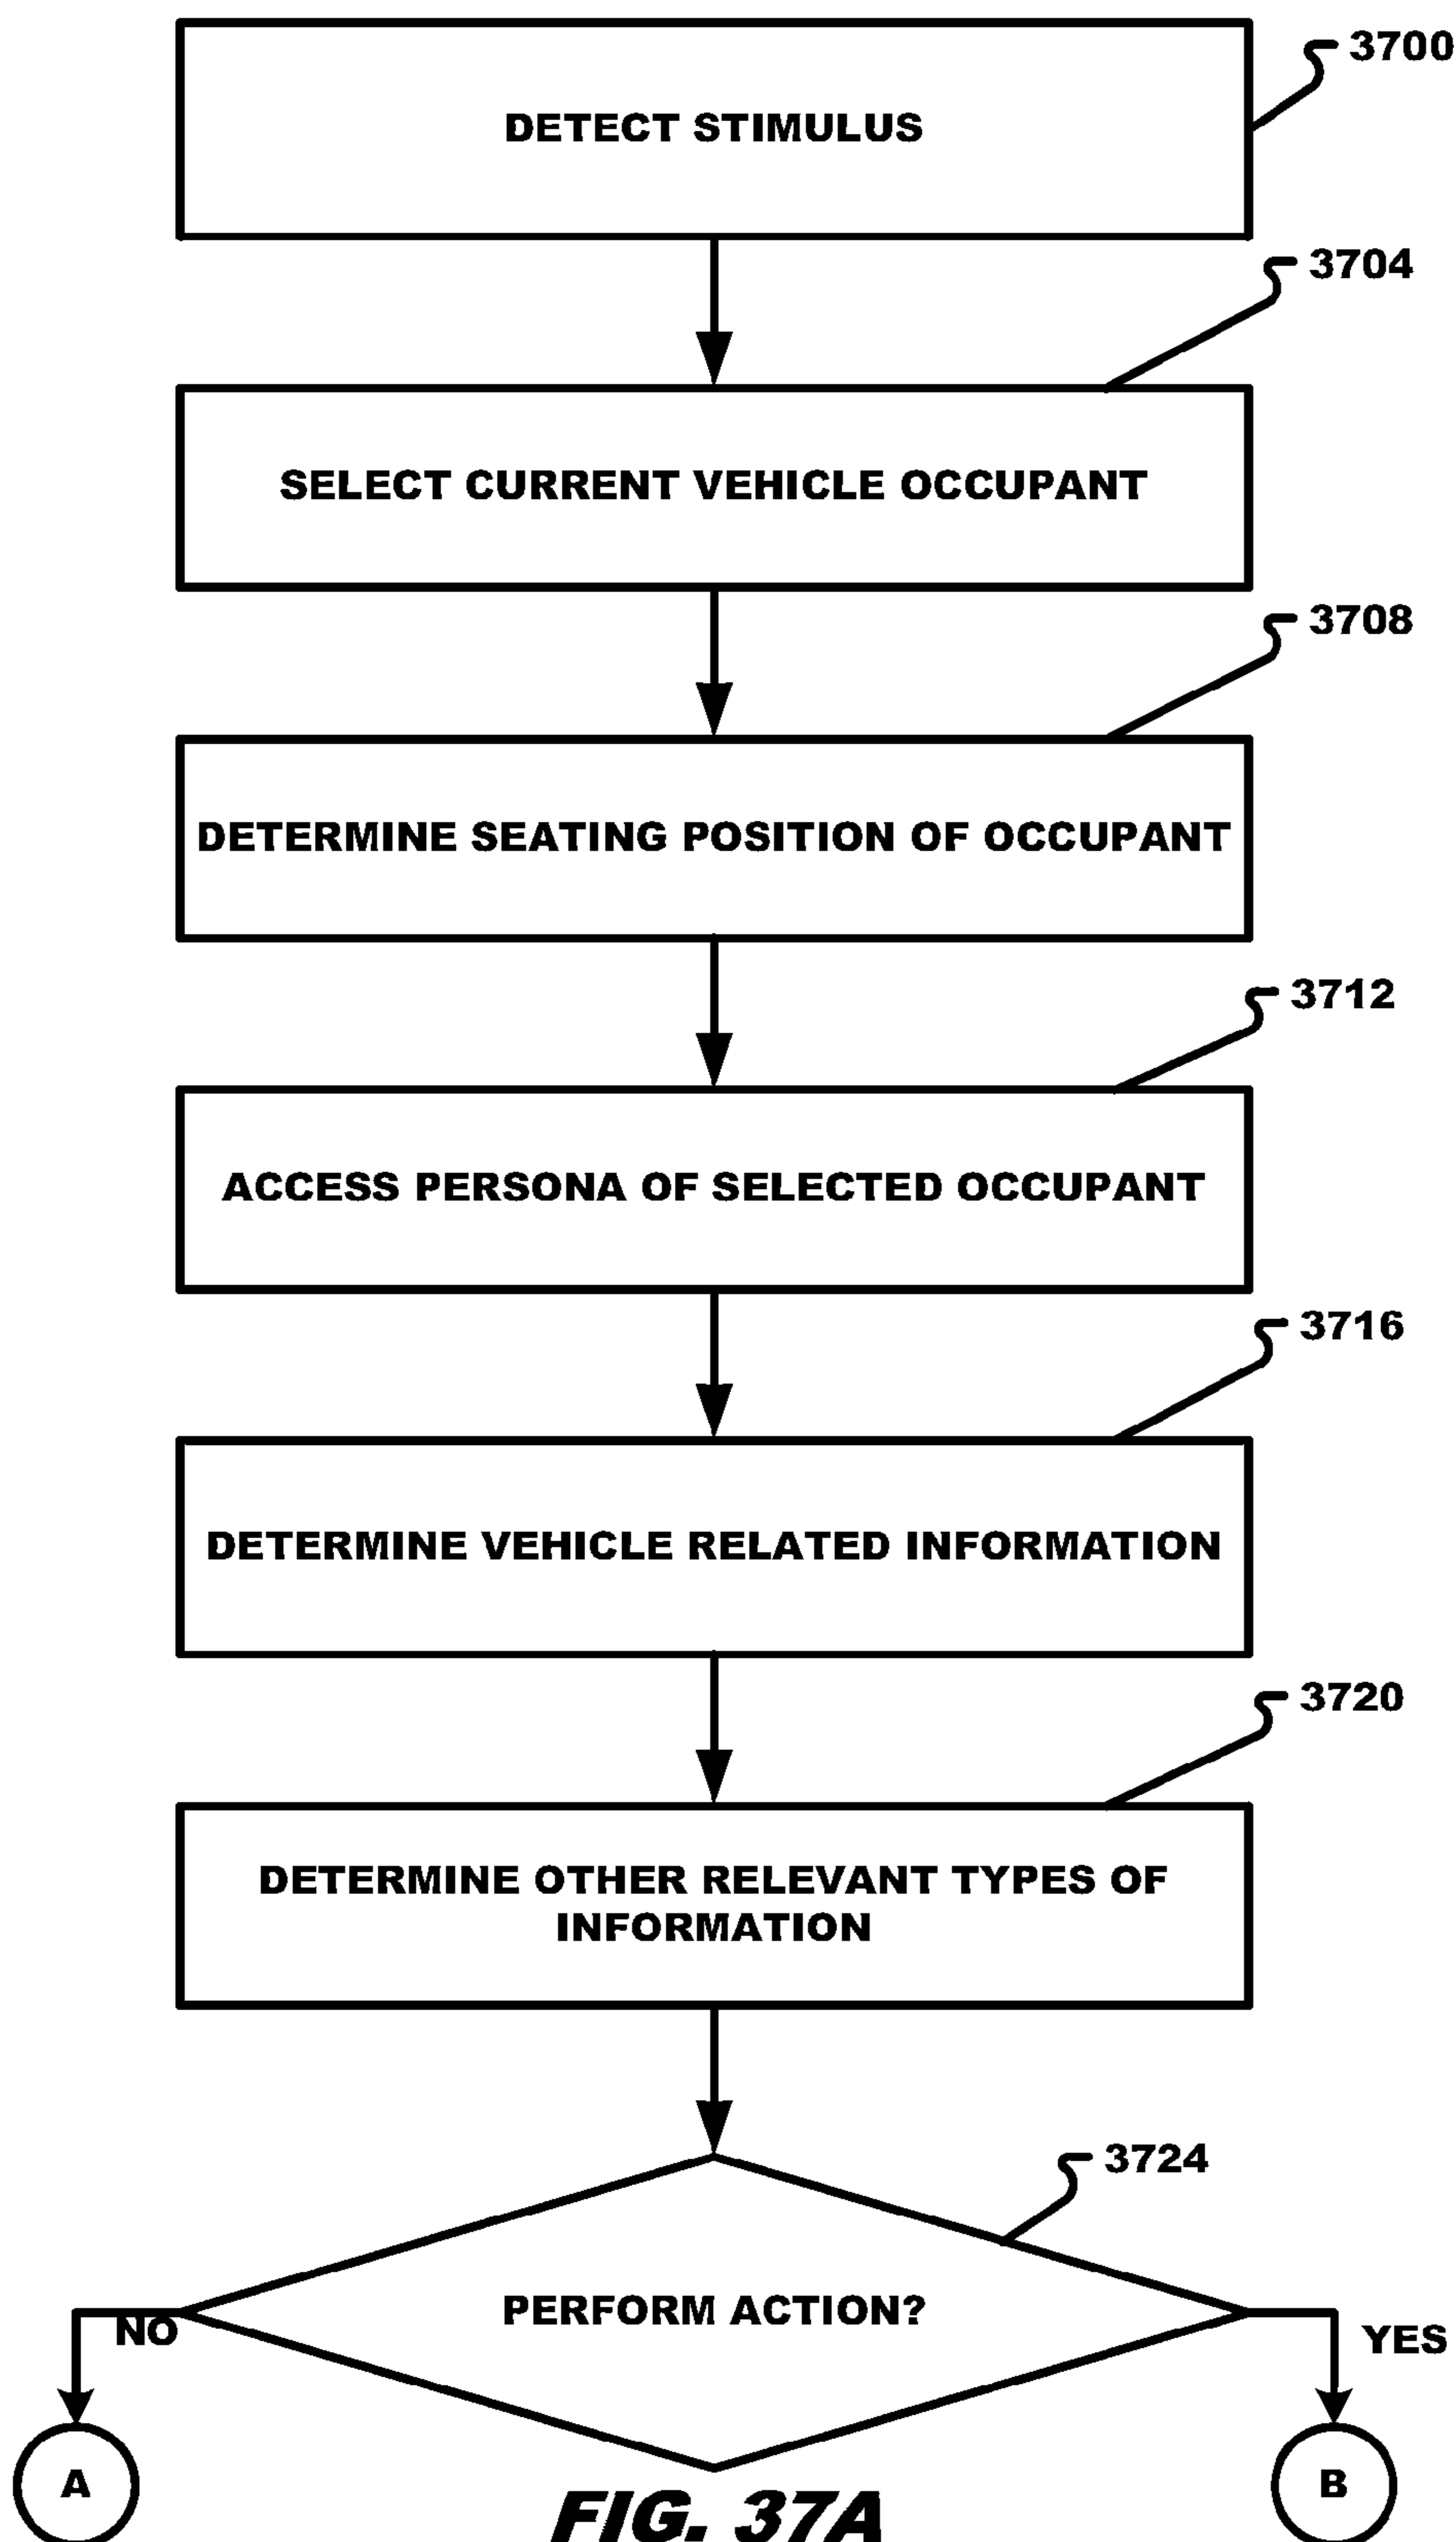 3700
DETECT STIMULUS
3704
SELECT CURRENT VEHICLE OCCUPANT
3708
DETERMINE SEATING POSITION OF OCCUPANT
3712
ACCESS PERSONA OF SELECTED OCCUPANT
3716
DETERMINE VEHICLE RELATED INFORMATION
3720
DETERMINE OTHER RELEVANT TYPES OF
INFORMATION
3724
PERFORM ACTION?
NO
YES
A
B
FIG. 37A